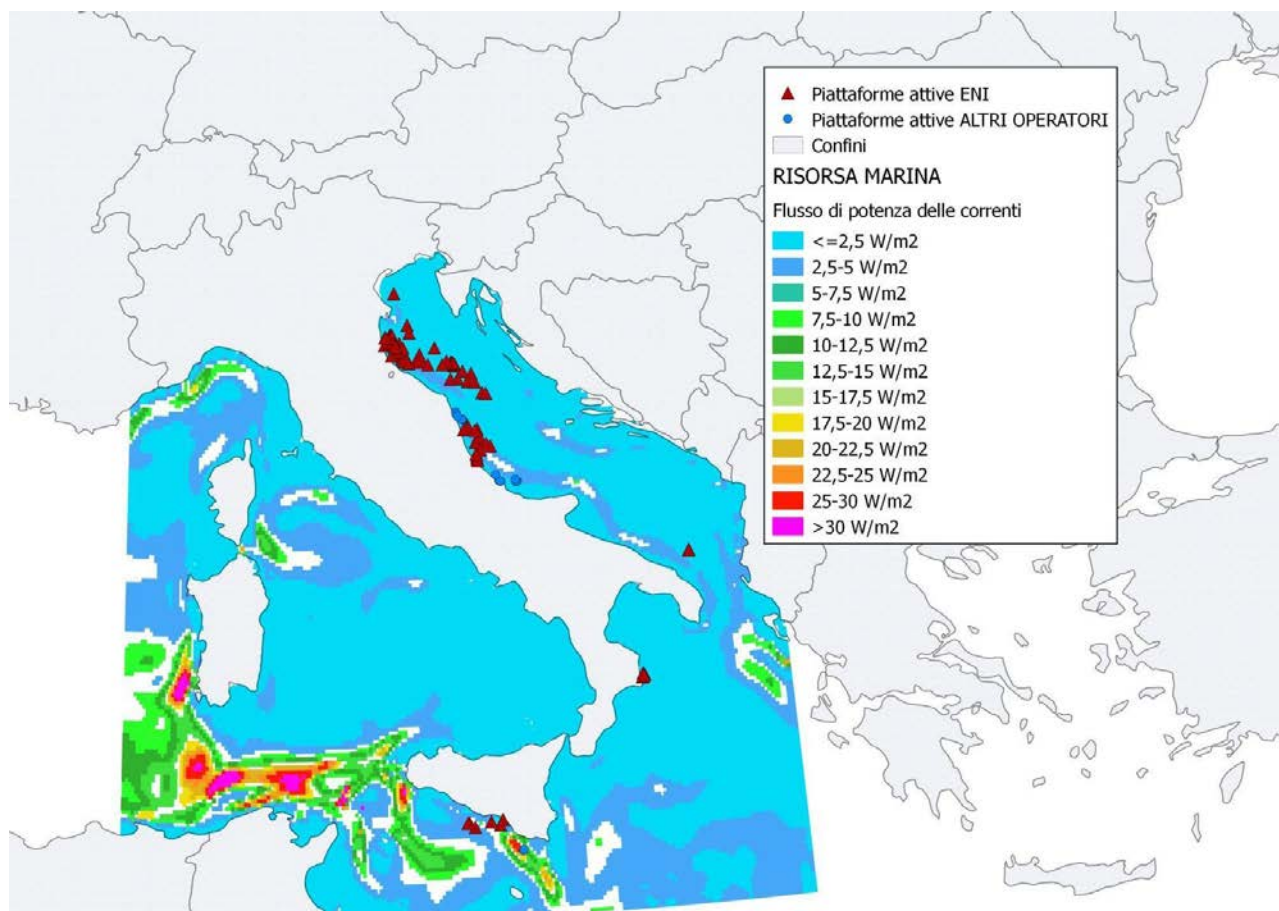 Piattaforme attive ENI
Piattaforme attive ALTRI OPERATORI
Confini
RISORSA MARINA
Flusso di potenza delle correnti
<=2,5 W/m2
2,5-5 W/m2
5-7,5 W/m2
7,5-10 W/m2
10-12,5 W/m2
12,5-15 W/m2
15-17,5 W/m2
17,5-20 W/m2
20-22,5 W/m2
22,5-25 W/m2
25-30 W/m2
>30 W/m2